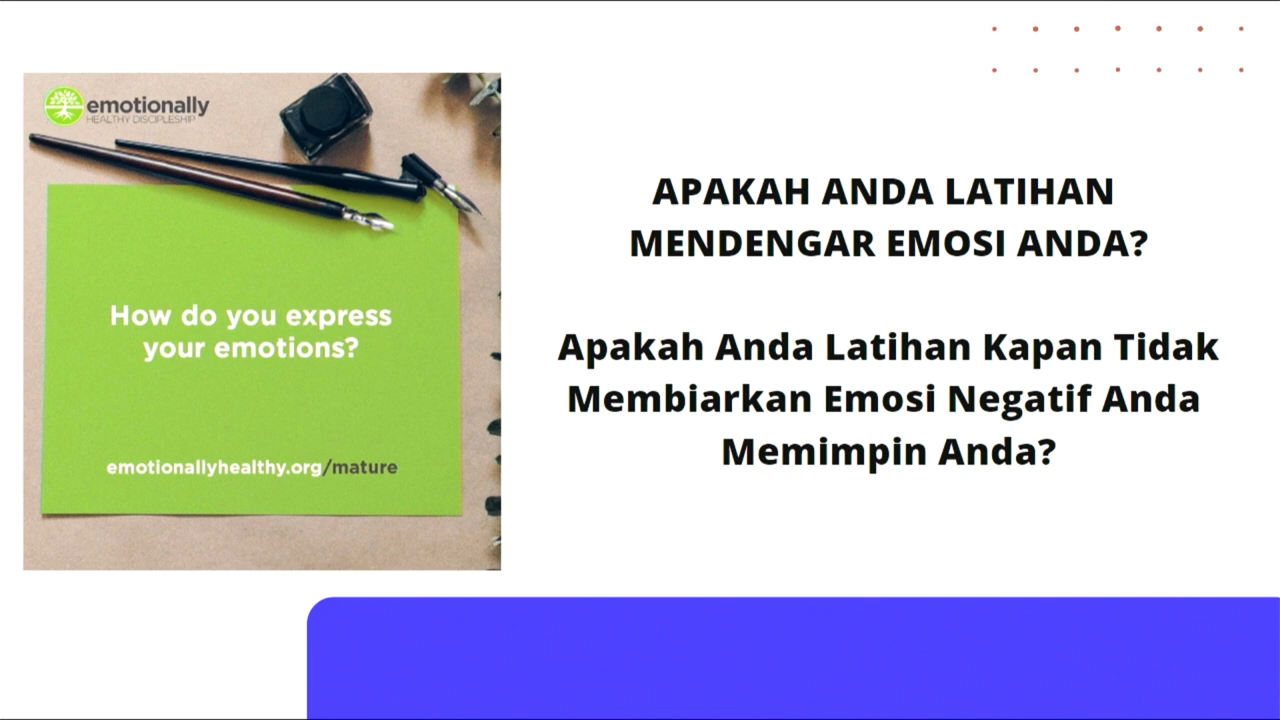 emotionally
HEALTHY DISCIPLESHIP
How do you express
your emotions?
emotionallyhealthy.org/mature
APAKAH ANDA LATIHAN
MENDENGAR EMOSI ANDA?
Apakah Anda Latihan Kapan Tidak
Membiarkan Emosi Negatif Anda
Memimpin Anda?